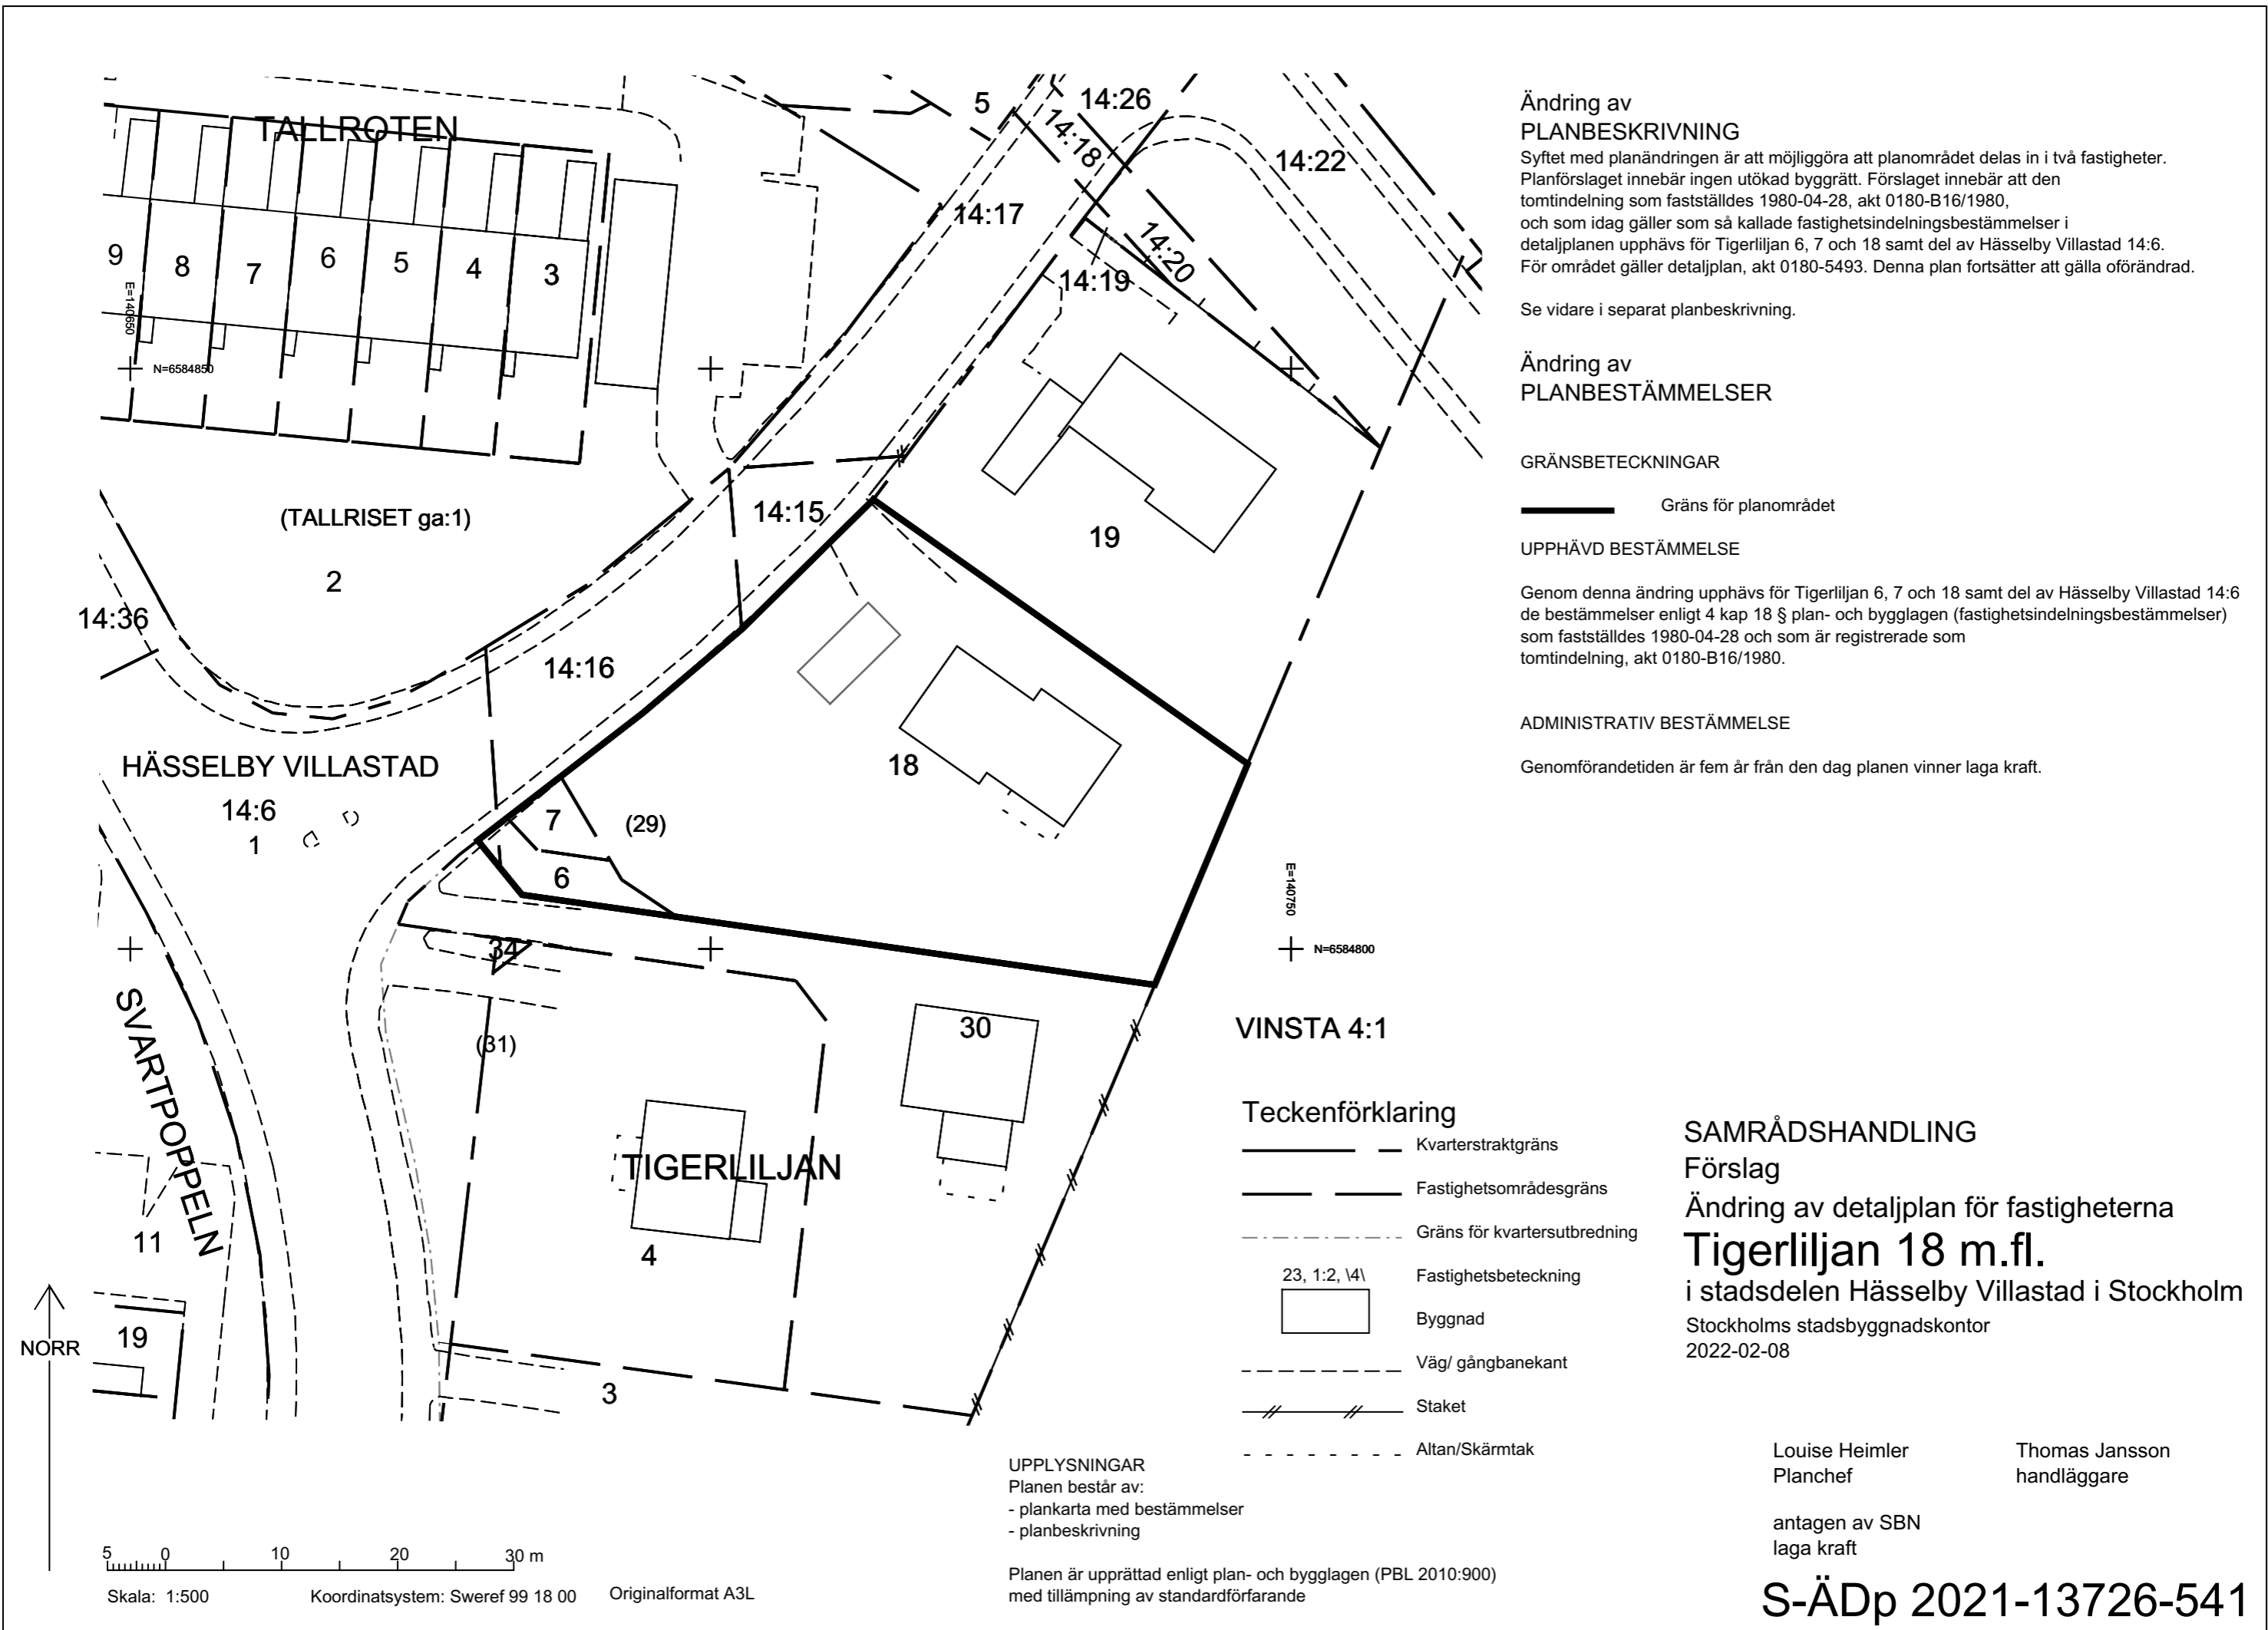 TALLROTEN
9
8
7
6
5
4
3
E=140650
N=6584850
5
14:26
14:18
14:22
14:17
14:20
14:19
(TALLRISET ga:1)
2
14:15
19
14:36
14:16
18
HÄSSELBY VILLASTAD
14:6
1
7
(29)
6
E=140750
N=6584800
34
SVARTPOPPELN
(31)
30
VINSTA 4:1
TIGERLILJAN
4
11
19
3
NORR
5 0 10 20 30 m
Skala: 1:500
Koordinatsystem: Sweref 99 18 00
Originalformat A3L
Ändring av
PLANBESKRIVNING
Syftet med planändringen är att möjliggöra att planområdet delas in i två fastigheter.
Planförslaget innebär ingen utökad byggrätt. Förslaget innebär att den
tomtindelning som fastställdes 1980-04-28, akt 0180-B16/1980,
och som idag gäller som så kallade fastighetsindelningsbestämmelser i
detaljplanen upphävs för Tigerliljan 6, 7 och 18 samt del av Hässelby Villastad 14:6.
För området gäller detaljplan, akt 0180-5493. Denna plan fortsätter att gälla oförändrad.
Se vidare i separat planbeskrivning.
Ändring av
PLANBESTÄMMELSER
GRÄNSBETECKNINGAR
Gräns för planområdet
UPPHÄVD BESTÄMMELSE
Genom denna ändring upphävs för Tigerliljan 6, 7 och 18 samt del av Hässelby Villastad 14:6
de bestämmelser enligt 4 kap 18 § plan- och bygglagen (fastighetsindelningsbestämmelser)
som fastställdes 1980-04-28 och som är registrerade som
tomtindelning, akt 0180-B16/1980.
ADMINISTRATIV BESTÄMMELSE
Genomförandetiden är fem år från den dag planen vinner laga kraft.
Teckenförklaring
Kvarterstraktgräns
Fastighetsområdesgräns
Gräns för kvartersutbredning
23, 1:2, \4\ Fastighetsbeteckning
Byggnad
Väg/ gångbanekant
Staket
Altan/Skärmtak
UPPLYSNINGAR
Planen består av:
- plankarta med bestämmelser
- planbeskrivning
Planen är upprättad enligt plan- och bygglagen (PBL 2010:900)
med tillämpning av standardförfarande
SAMRÅDSHANDLING
Förslag
Ändring av detaljplan för fastigheterna
Tigerliljan 18 m.fl.
i stadsdelen Hässelby Villastad i Stockholm
Stockholms stadsbyggnadskontor
2022-02-08
Louise Heimler
Planchef
Thomas Jansson
handläggare
antagen av SBN
laga kraft
S-ÄDp 2021-13726-541